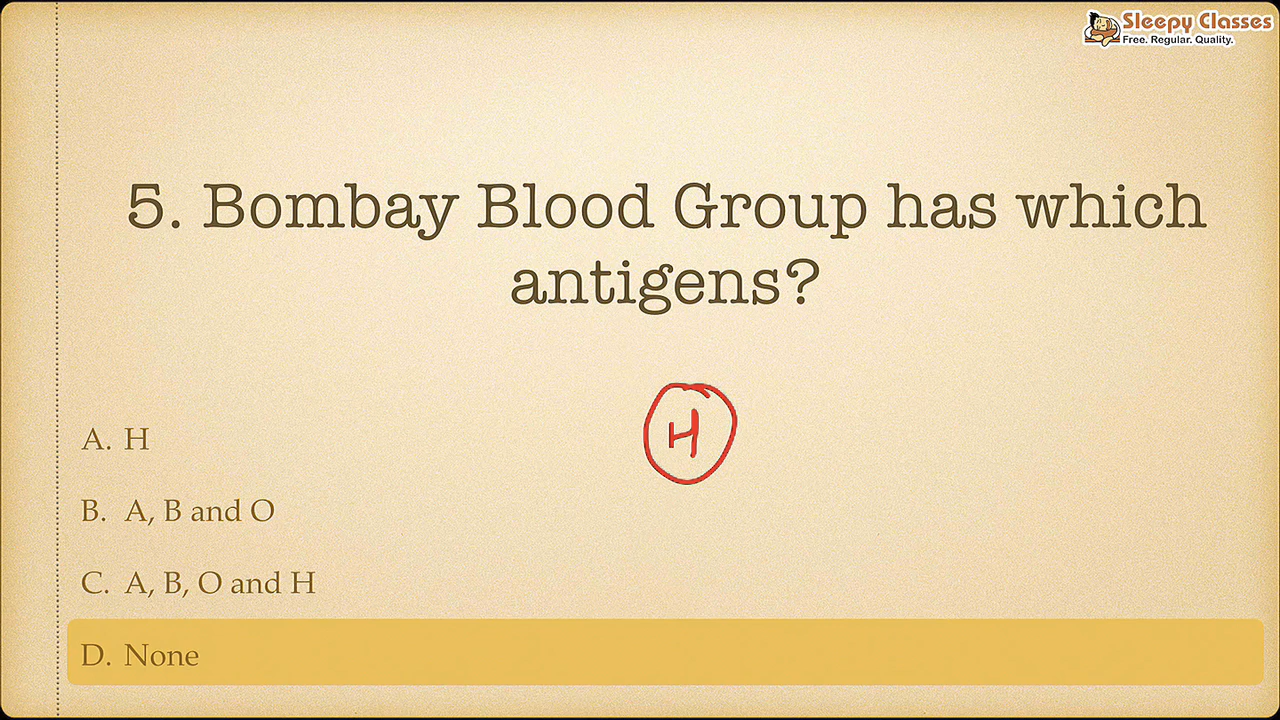 Sleepy Classes
Free. Regular. Quality.
5. Bombay Blood Group has which
antigens?
H
A. H
B. A, B and O
C. A, B, O and H
D. None